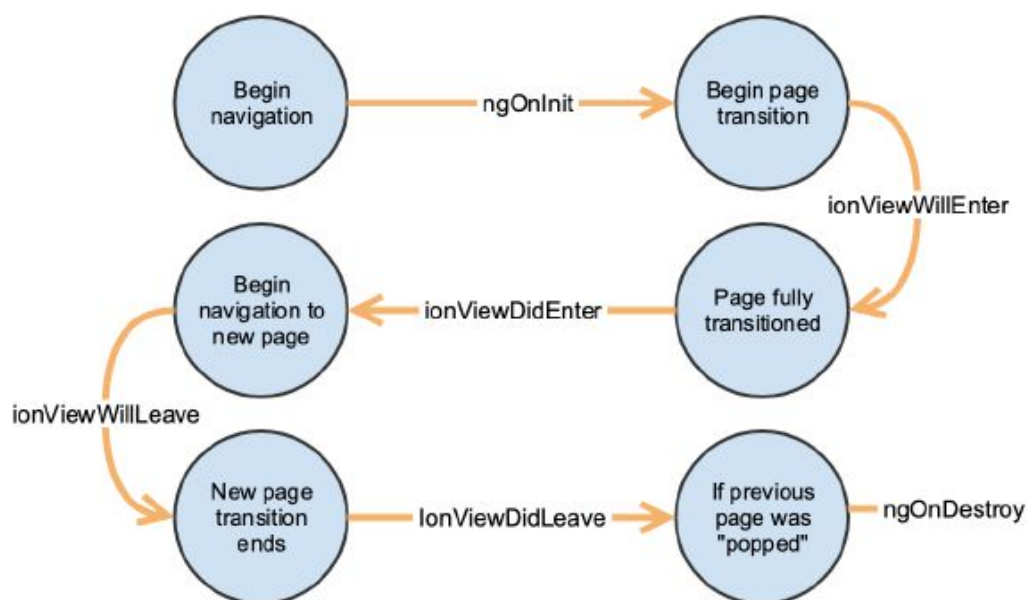 Begin
navigation
ngOnInit
Begin page
transition
ionViewWillEnter
Page fully
transitioned
ionViewDidEnter
Begin
navigation to
new page
ionViewWillLeave
New page
transition
ends
IonViewDidLeave
If previous
page was
"popped"
ngOnDestroy